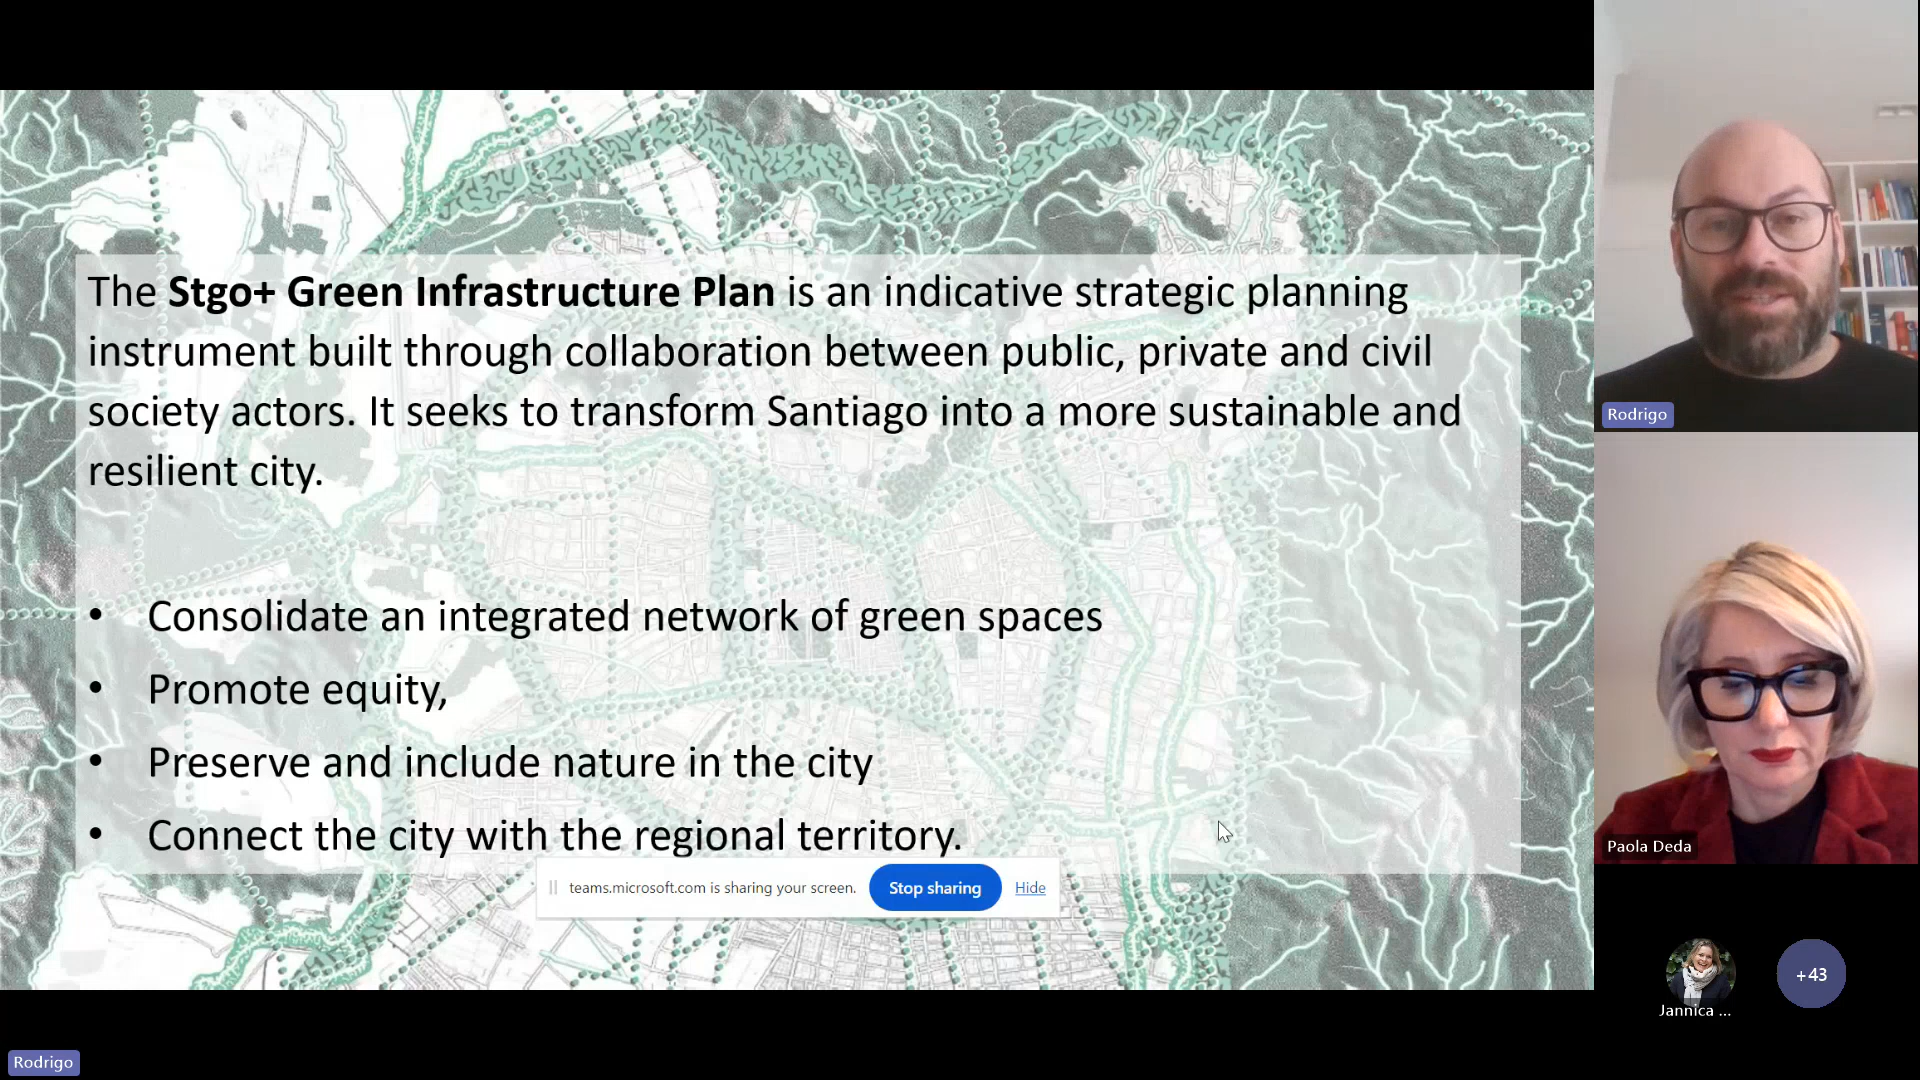 The Stgo+ Green Infrastructure Plan is an indicative strategic planning
instrument built through collaboration between public, private and civil
society actors. It seeks to transform Santiago into a more sustainable and
resilient city.
• Consolidate an integrated network of green spaces
• Promote equity,
• Preserve and include nature in the city
• Connect the city with the regional territory.
teams.microsoft.com is sharing your screen. Stop sharing Hide
Rodrigo
Paola Deda
Jannica ...
+43
Rodrigo